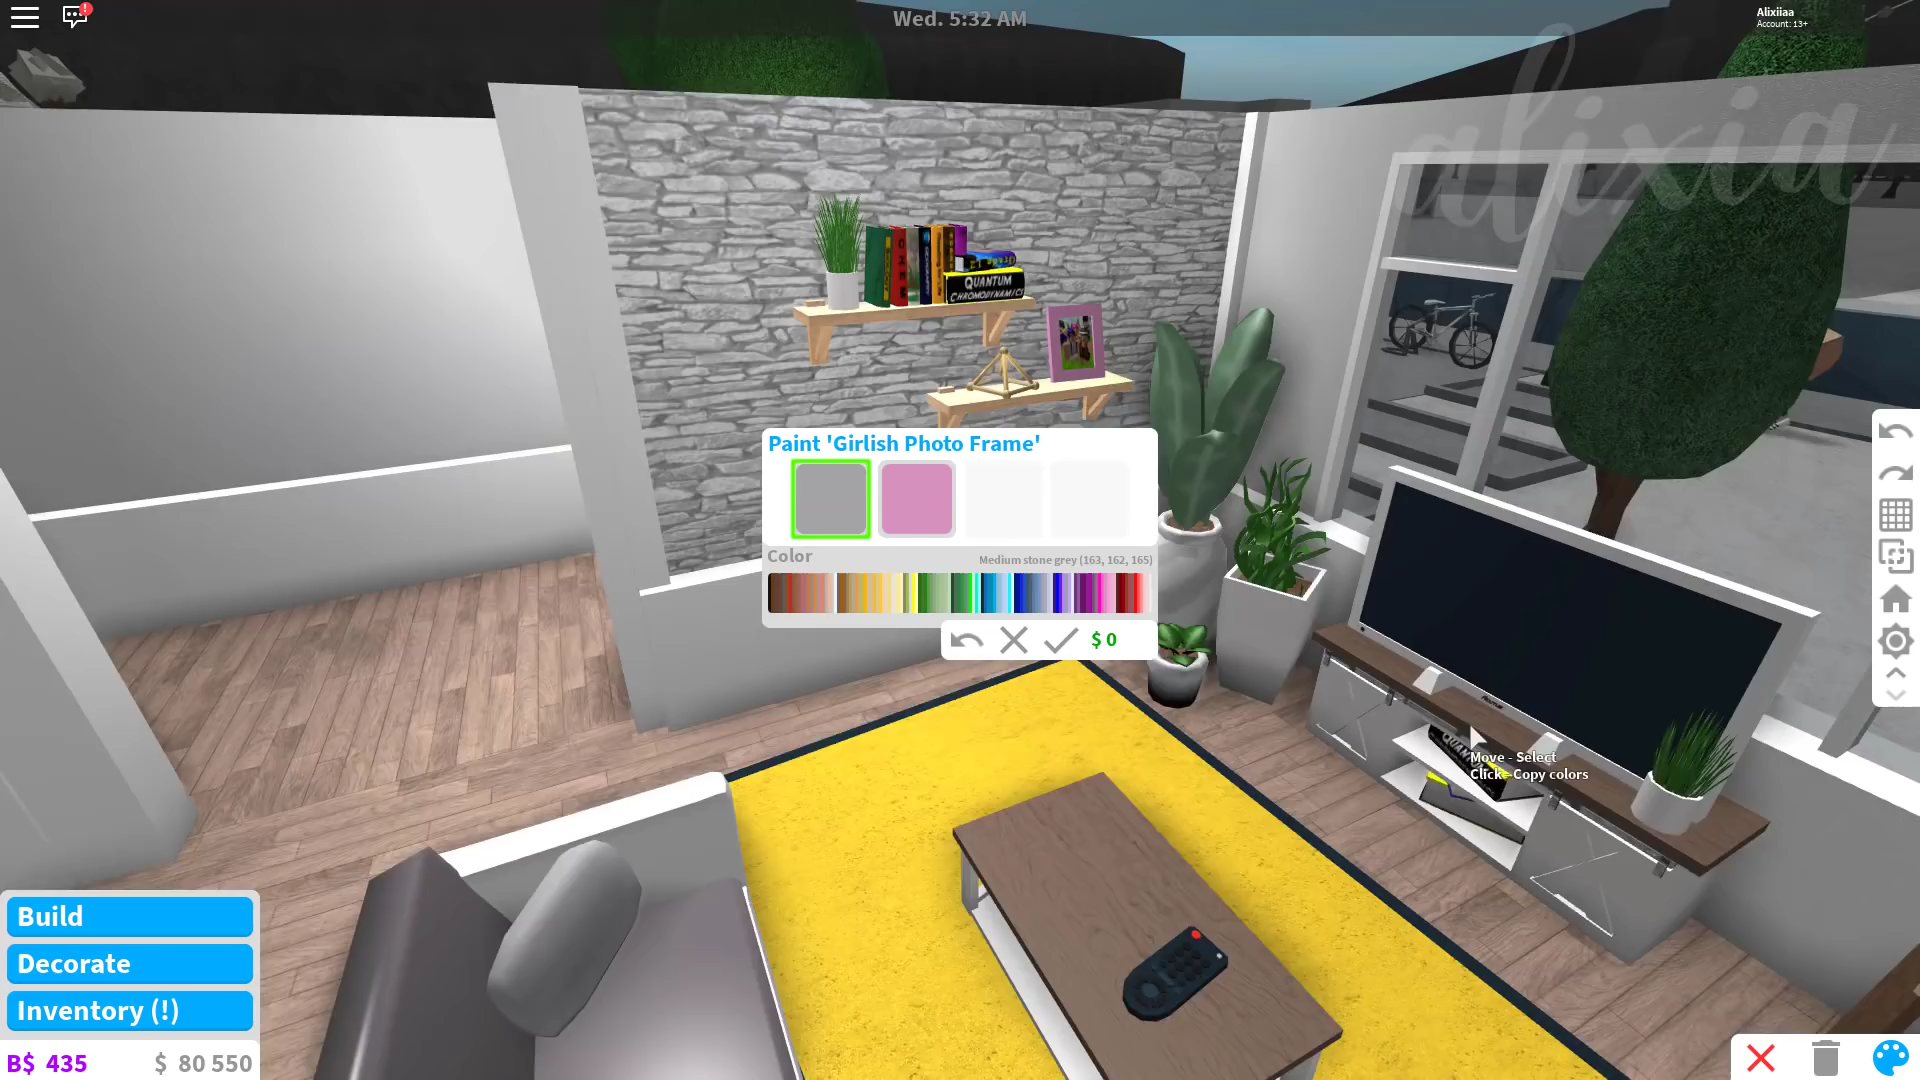 Wed. 5:32 AM
Alixiiaa
Account: 13+
alixia
QUANTUM
CHROMODYNAMICS
Paint 'Girlish Photo Frame'
Color
Medium stone grey (163, 162, 165)
$ 0
Move - Select
Click - Copy colors
Build
Decorate
Inventory (!)
B$ 435
$ 80 550